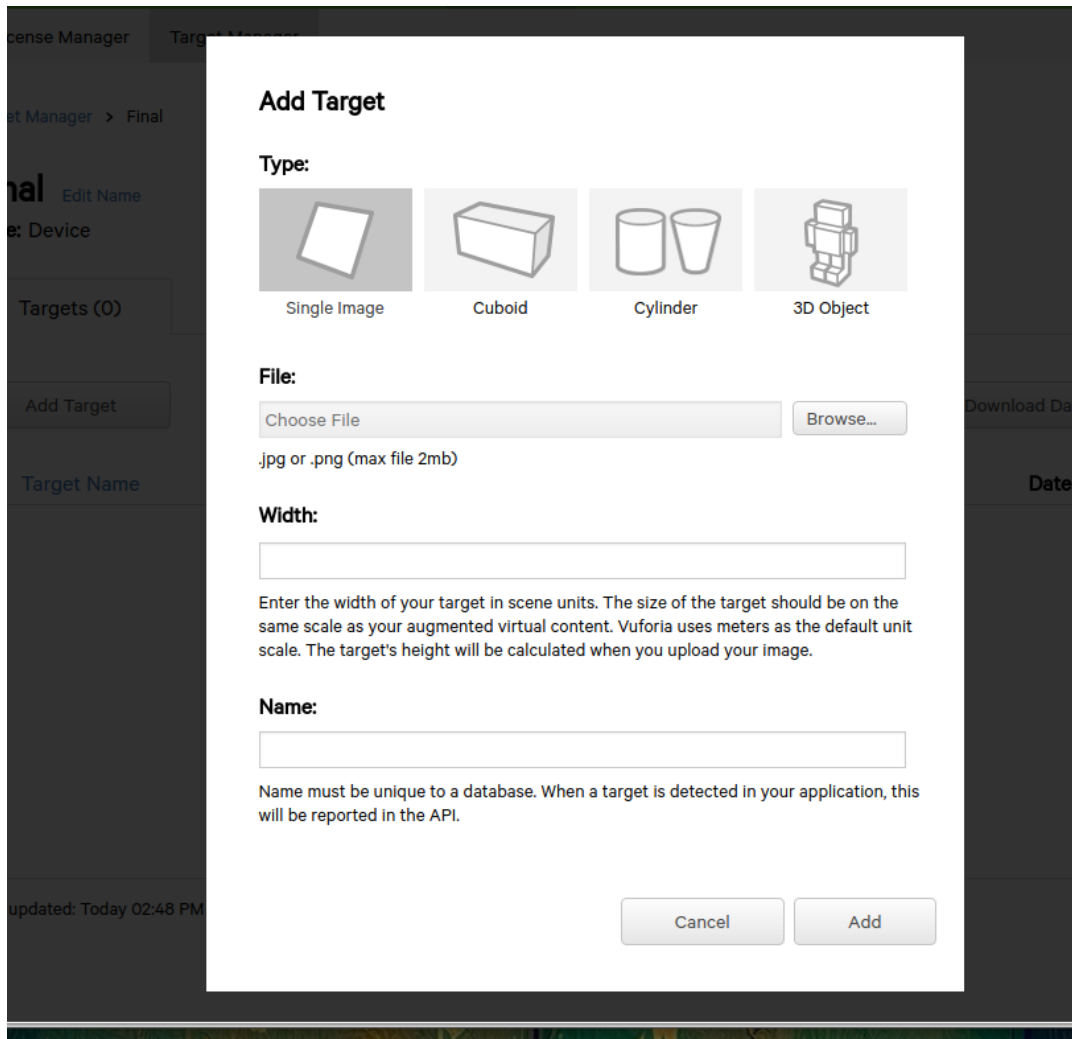 cense Manager
Target Manager
et Manager > Final
nal Edit Name
e: Device
Targets (0)
Add Target
Download Da
Target Name
Date
updated: Today 02:48 PM
Add Target
Type:
Single Image
Cuboid
Cylinder
3D Object
File:
Choose File
Browse...
.jpg or .png (max file 2mb)
Width:
Enter the width of your target in scene units. The size of the target should be on the
same scale as your augmented virtual content. Vuforia uses meters as the default unit
scale. The target's height will be calculated when you upload your image.
Name:
Name must be unique to a database. When a target is detected in your application, this
will be reported in the API.
Cancel
Add